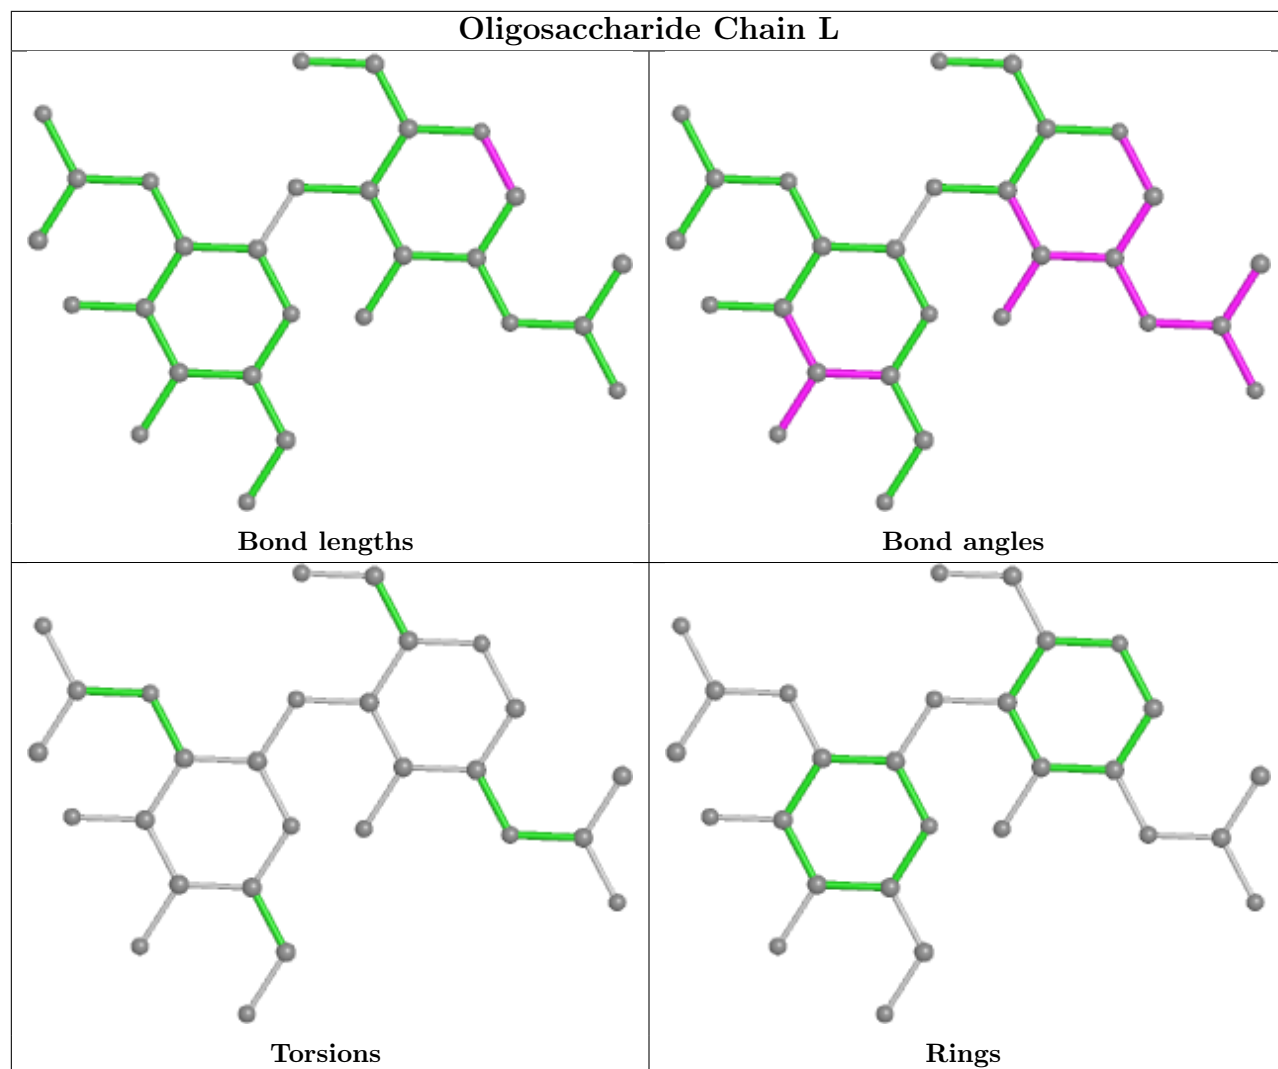 Oligosaccharide Chain L
Bond lengths
Bond angles
Torsions
Rings